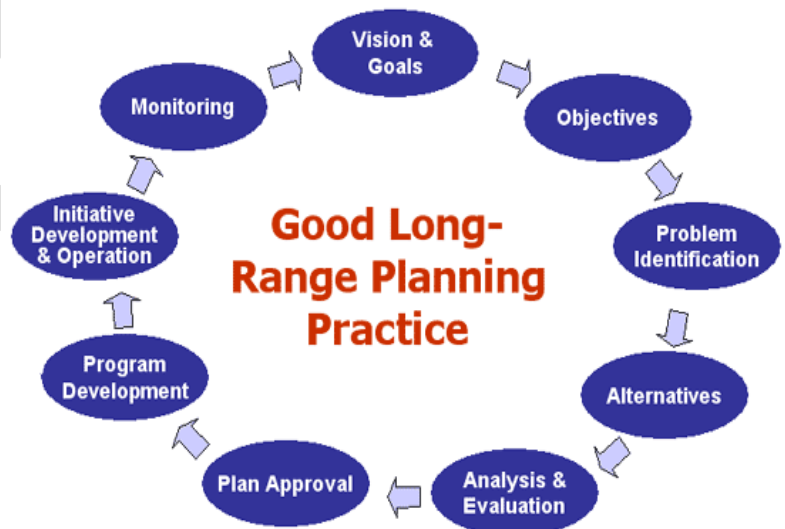 Vision &
Goals
Objectives
Problem
Identification
Alternatives
Analysis &
Evaluation
Plan Approval
Program
Development
Initiative
Development
& Operation
Monitoring
Good Long-
Range Planning
Practice